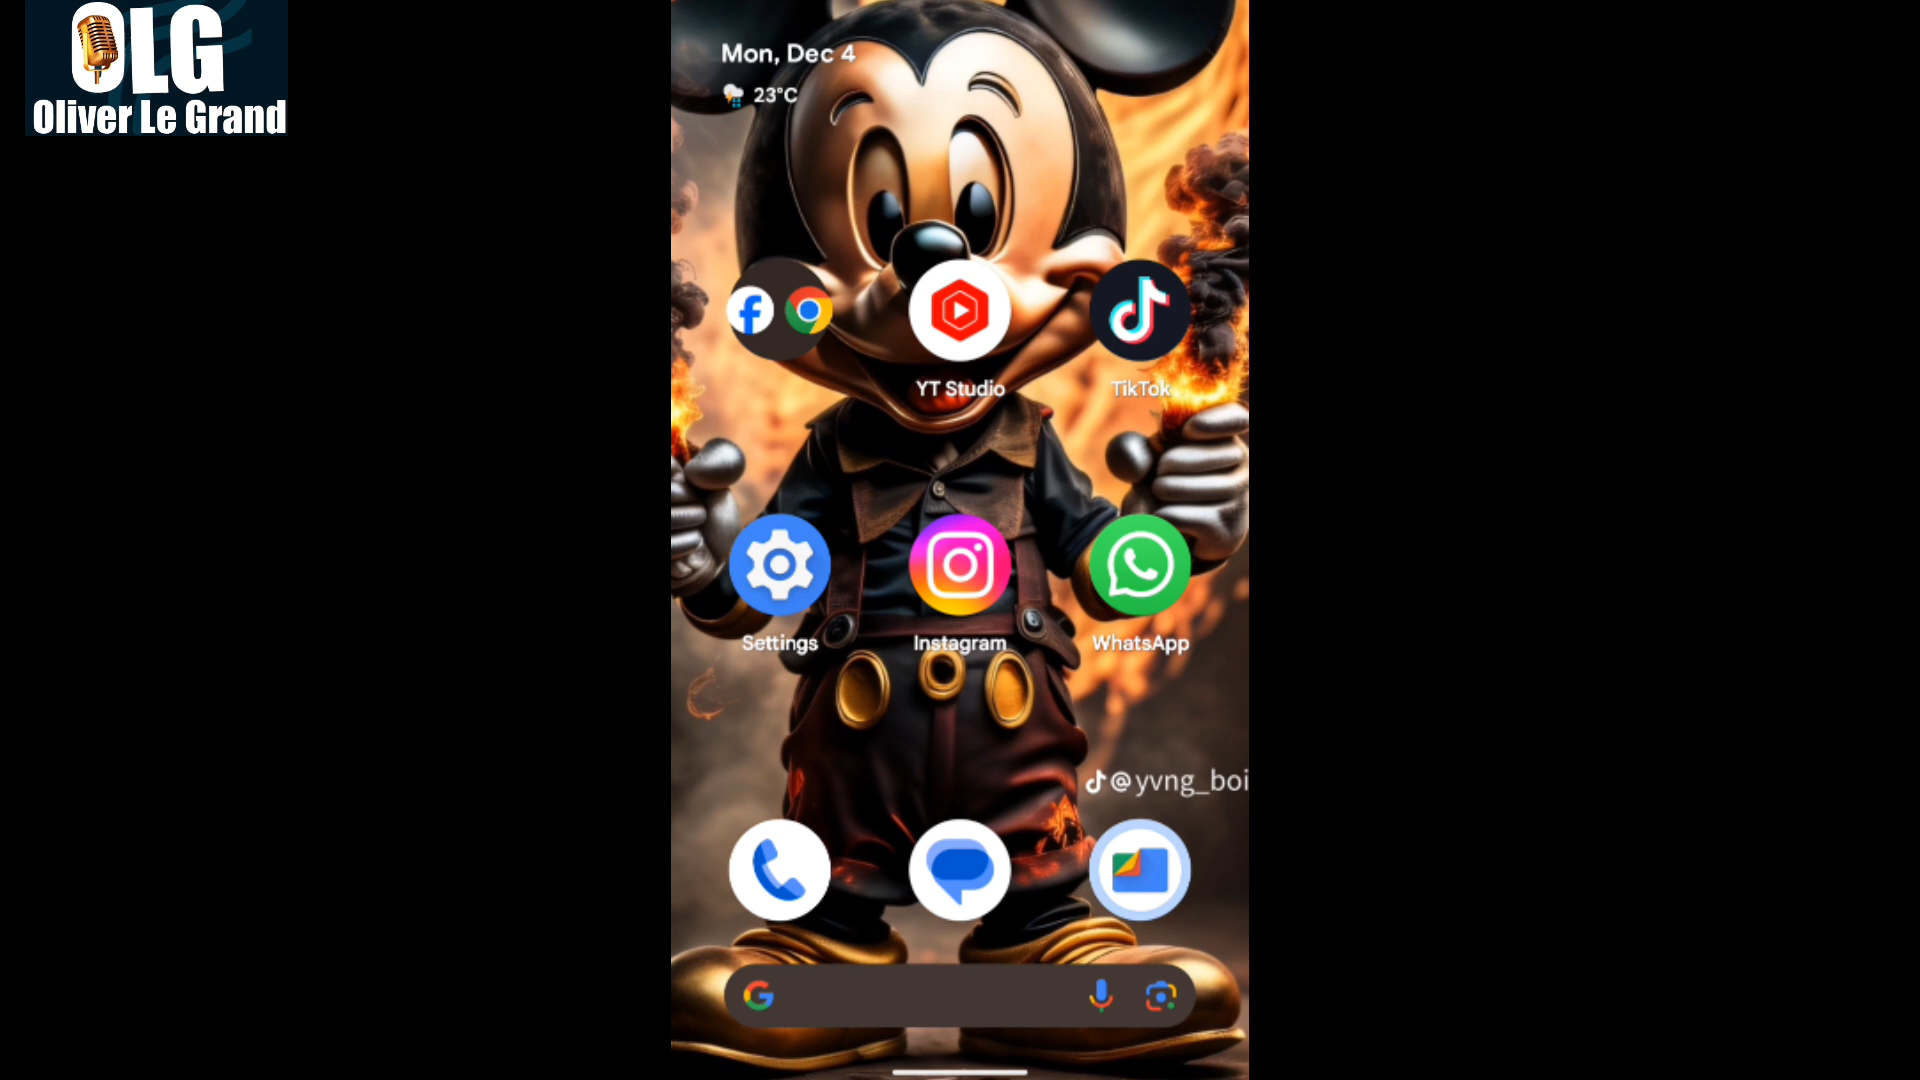 OLG
Oliver Le Grand
Mon, Dec 4
23°C
YT Studio
TikTok
Settings
Instagram
WhatsApp
@yvng_boi